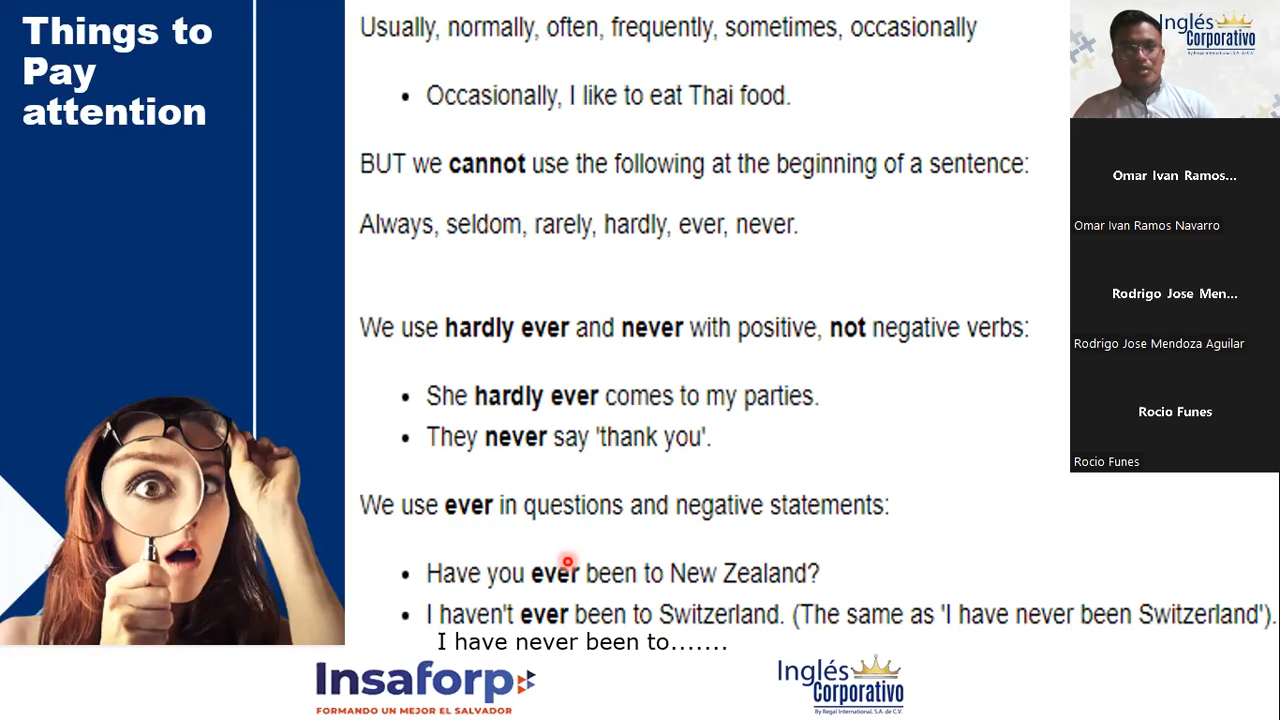 Things to
Pay
attention
Usually, normally, often, frequently, sometimes, occasionally
• Occasionally, I like to eat Thai food.
BUT we cannot use the following at the beginning of a sentence:
Always, seldom, rarely, hardly, ever, never.
We use hardly ever and never with positive, not negative verbs:
• She hardly ever comes to my parties.
• They never say 'thank you'.
We use ever in questions and negative statements:
• Have you ever been to New Zealand?
• I haven't ever been to Switzerland. (The same as 'I have never been Switzerland').
I have never been to.......
Insaforp
FORMANDO UN MEJOR EL SALVADOR
Inglés
Corporativo
By Regal International, S.A. de C.V.
Inglés
Corporativo
By Regal International, S.A. de C.V.
Omar Ivan Ramos...
Omar Ivan Ramos Navarro
Rodrigo Jose Men...
Rodrigo Jose Mendoza Aguilar
Rocio Funes
Rocio Funes